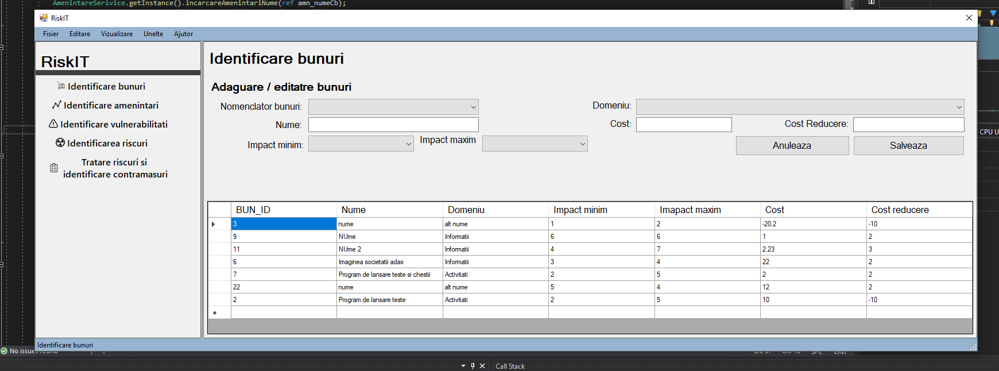 AmenintareSerivice.getInstance().incarcareAmenintariNume(ref amn_numeCb);
RiskIT
Fisier Editare Vizualizare Unelte Ajutor
RiskIT
Identificare bunuri
Identificare amenintari
Identificare vulnerabilitati
Identificarea riscuri
Tratare riscuri si
identificare contramasuri
Identificare bunuri
Adaguare / editatre bunuri
Nomenclator bunuri: Domeniu:
Nume: Cost: Cost Reducere:
Impact minim: Impact maxim Anuleaza Salveaza
BUN_ID Nume Domeniu Impact minim Imapact maxim Cost Cost reducere
3 nume alt nume 1 2 -20.2 -10
9 NUme Informatii 6 6 1 2
11 NUme 2 Informatii 4 7 2.23 3
6 Imaginea societatii adas Informatii 3 4 22 2
7 Program de lansare teste si chestii Activitati 2 5 2 2
22 nume alt nume 5 4 12 2
2 Program de lansare teste Activitati 2 5 10 -10
Identificare bunuri
CPU U
No issues found
Call Stack